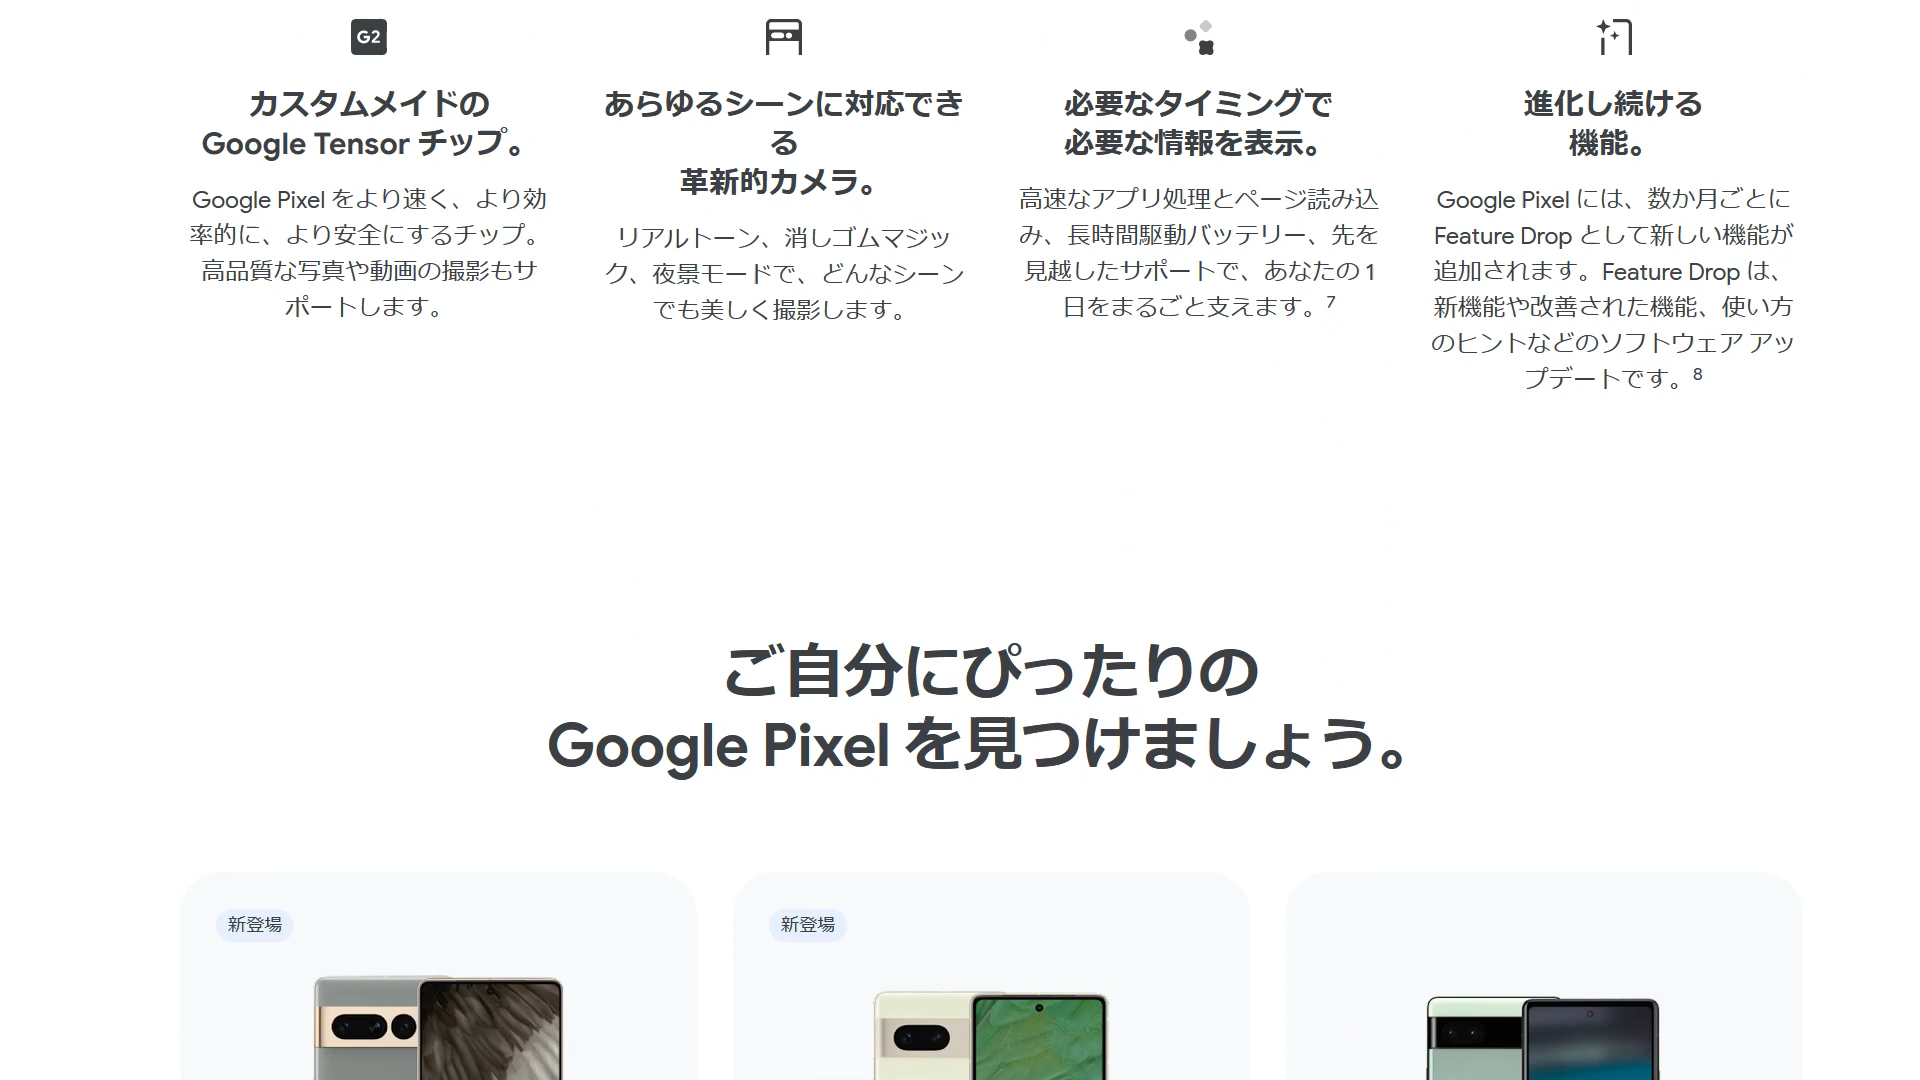 G2
カスタムメイドの
Google Tensor チップ。
Google Pixel をより速く、より効
率的に、より安全にするチップ。
高品質な写真や動画の撮影もサ
ポートします。
あらゆるシーンに対応でき
る
革新的カメラ。
リアルトーン、消しゴムマジッ
ク、夜景モードで、どんなシーン
でも美しく撮影します。
必要なタイミングで
必要な情報を表示。
高速なアプリ処理とページ読み込
み、長時間駆動バッテリー、先を
見越したサポートで、あなたの 1
日をまるごと支えます。7
進化し続ける
機能。
Google Pixel には、数か月ごとに
Feature Drop として新しい機能が
追加されます。Feature Drop は、
新機能や改善された機能、使い方
のヒントなどのソフトウェア アッ
プデートです。8
ご自分にぴったりの
Google Pixel を見つけましょう。
新登場
新登場